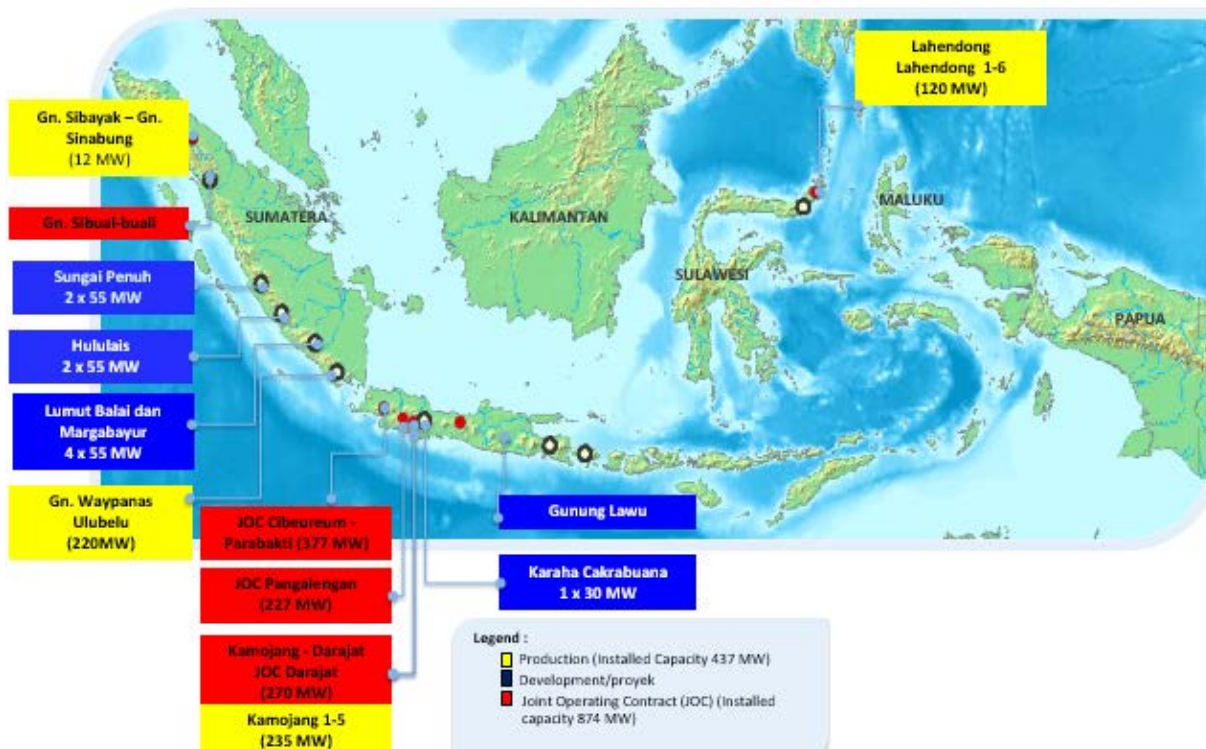 Lahendong
Lahendong 1-6
(120 MW)
Gn. Sibayak – Gn.
Sinabung
(12 MW)
Gn. Sibual-buali
Sungai Penuh
2 x 55 MW
Hululais
2 x 55 MW
Lumut Balai dan
Margabayur
4 x 55 MW
Gn. Waypanas
Ulubelu
(220MW)
SUMATERA
KALIMANTAN
SULAWESI
MALUKU
PAPUA
JOC Cibeureum -
Parabakti (377 MW)
JOC Pangalengan
(227 MW)
Kamojang - Darajat
JOC Darajat
(270 MW)
Kamojang 1-5
(235 MW)
Gunung Lawu
Karaha Cakrabuana
1 x 30 MW
Legend :
Production (Installed Capacity 437 MW)
Development/proyek
Joint Operating Contract (JOC) (Installed
capacity 874 MW)